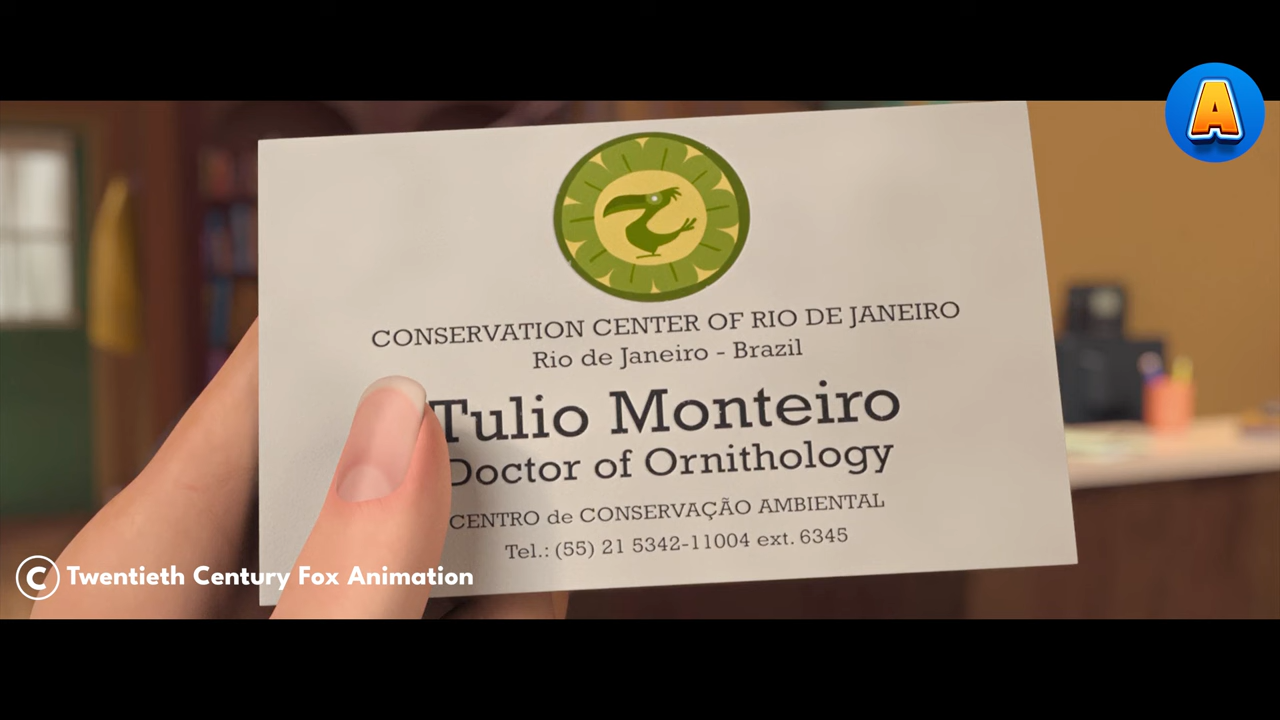 A
CONSERVATION CENTER OF RIO DE JANEIRO
Rio de Janeiro - Brazil
Tulio Monteiro
Doctor of Ornithology
CENTRO de CONSERVAÇÃO AMBIENTAL
Tel.: (55) 21 5342-11004 ext. 6345
© Twentieth Century Fox Animation